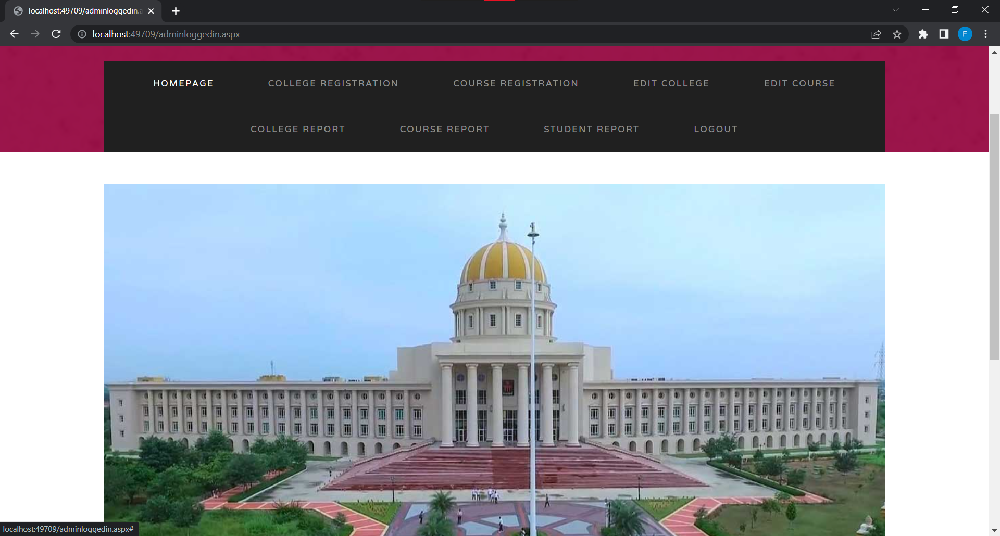 localhost:49709/adminloggedin.a
localhost:49709/adminloggedin.aspx
F
HOMEPAGE COLLEGE REGISTRATION COURSE REGISTRATION EDIT COLLEGE EDIT COURSE
COLLEGE REPORT COURSE REPORT STUDENT REPORT LOGOUT
localhost:49709/adminloggedin.aspx#